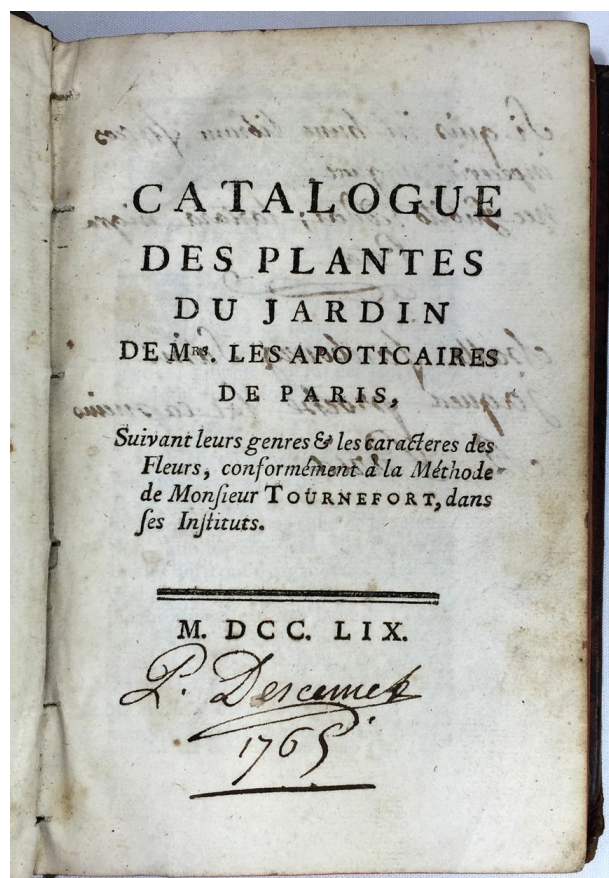 CATALOGUE
DES PLANTES
DU JARDIN
DE Mrs. LES APOTICAIRES
DE PARIS,
Suivant leurs genres & les caracteres des
Fleurs, conformément à la Méthode
de Monſieur TOURNEFORT, dans
ſes Inſtituts.
M. DCC. LIX.
P. Descemet
1765